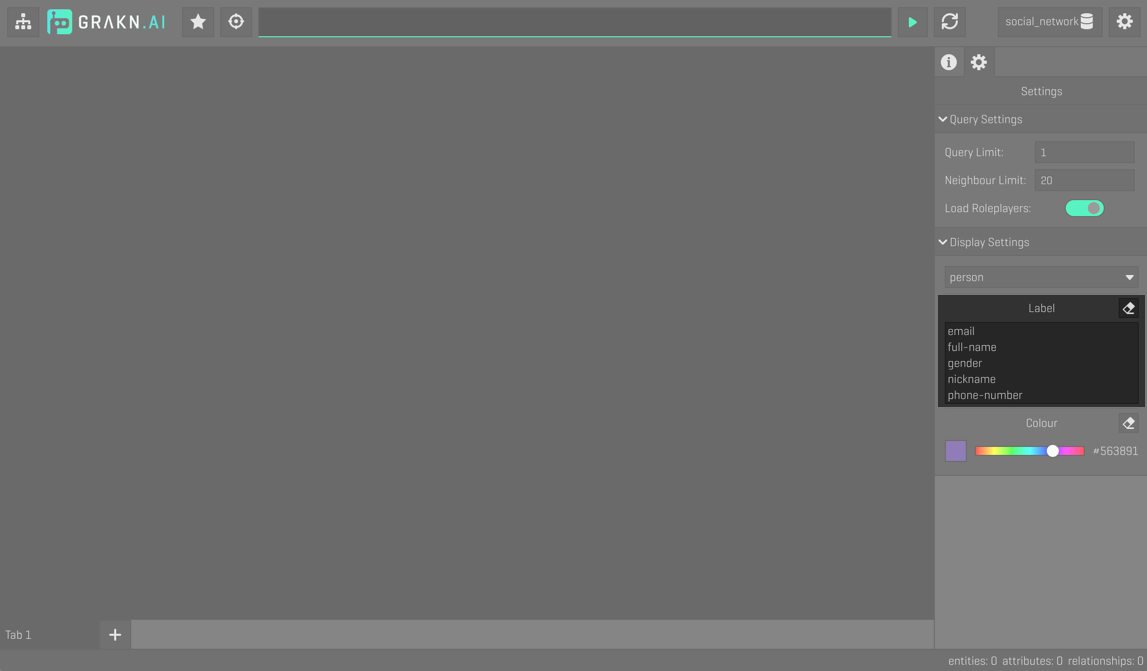 GRAKN.AI
social_network
Settings
Query Settings
Query Limit: 1
Neighbour Limit: 20
Load Roleplayers:
Display Settings
person
Label
email
full-name
gender
nickname
phone-number
Colour
#563891
Tab 1
entities: 0 attributes: 0 relationships: 0